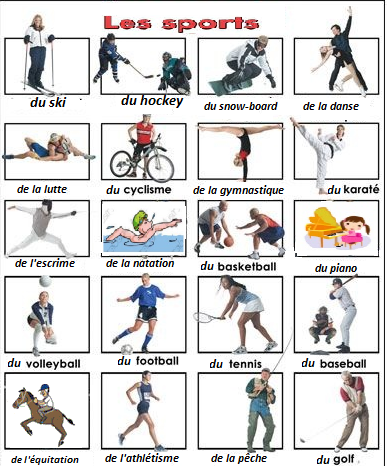 Les sports
du ski
du hockey
du snow-board
de la danse
de la lutte
du cyclisme
de la gymnastique
du karaté
de l'escrime
de la natation
du basketball
du piano
du volleyball
du football
du tennis
du baseball
de l'équitation
de l'athlétisme
de la pêche
du golf